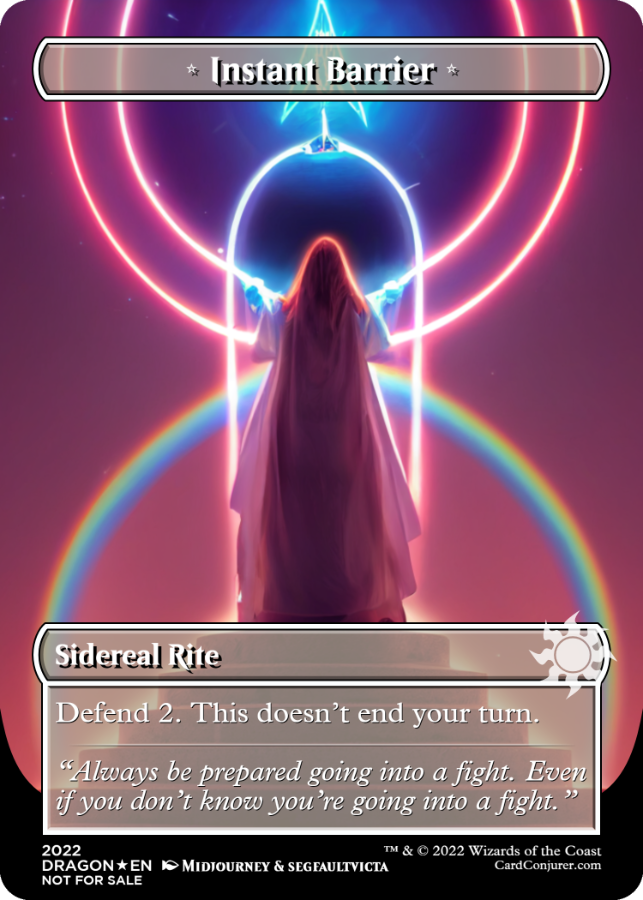 ⭐ Instant Barrier ⭐
Sidereal Rite
Defend 2. This doesn't end your turn.
“Always be prepared going into a fight. Even
if you don't know you're going into a fight.”
2022
DRAGON★EN Midjourney & segfaultvicta
NOT FOR SALE
™ & © 2022 Wizards of the Coast
CardConjurer.com